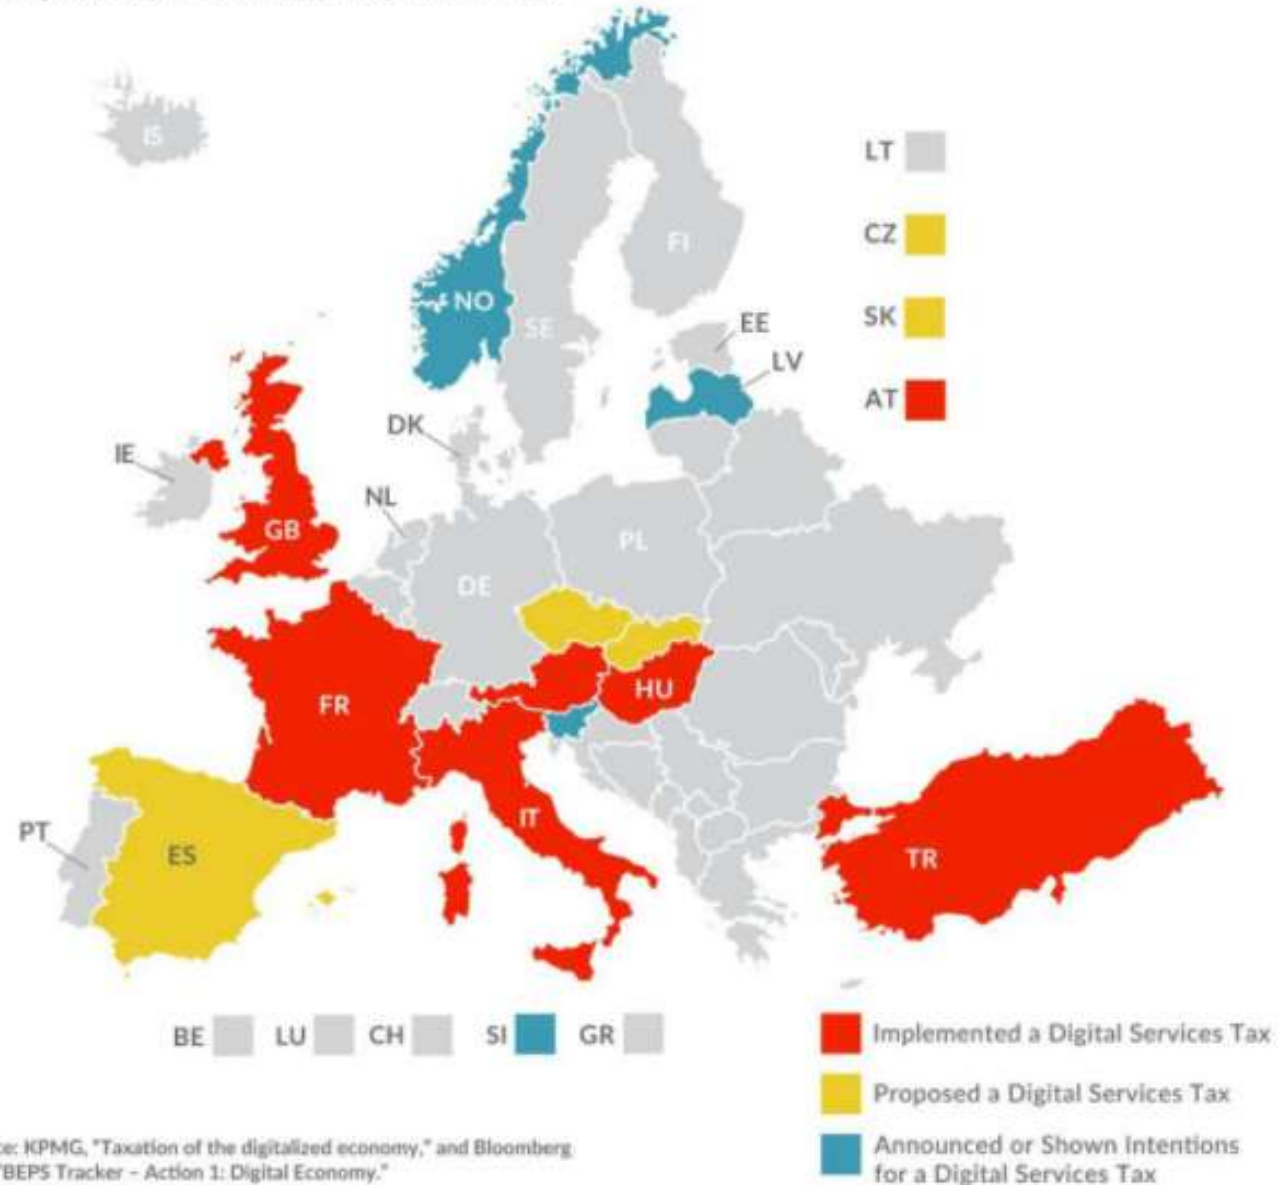 IS
LT
CZ
FI
NO
SK
SE
EE
LV
AT
DK
IE
NL
GB
PL
DE
HU
FR
IT
PT
ES
TR
BE LU CH SI GR
Implemented a Digital Services Tax
Proposed a Digital Services Tax
Announced or Shown Intentions
for a Digital Services Tax
ce: KPMG, "Taxation of the digitalized economy," and Bloomberg
"BEPS Tracker – Action 1: Digital Economy."